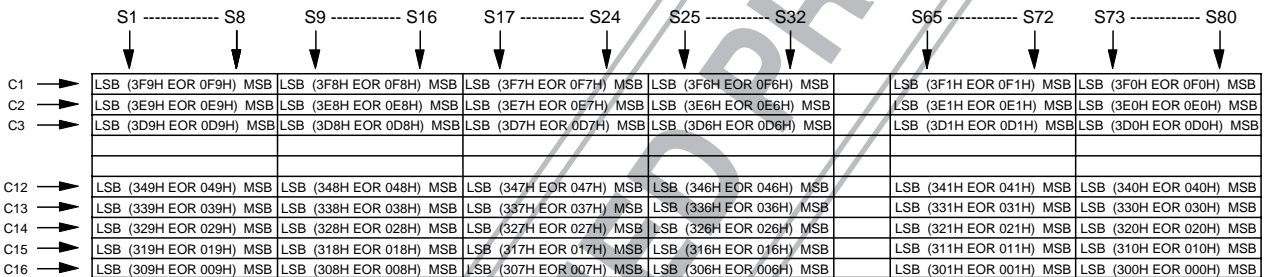 S1 ------------- S8 S9 ------------ S16 S17 ------------ S24 S25 ------------ S32 S65 ------------ S72 S73 ------------ S80
C1 LSB (3F9H EOR 0F9H) MSB LSB (3F8H EOR 0F8H) MSB LSB (3F7H EOR 0F7H) MSB LSB (3F6H EOR 0F6H) MSB LSB (3F1H EOR 0F1H) MSB LSB (3F0H EOR 0F0H) MSB
C2 LSB (3E9H EOR 0E9H) MSB LSB (3E8H EOR 0E8H) MSB LSB (3E7H EOR 0E7H) MSB LSB (3E6H EOR 0E6H) MSB LSB (3E1H EOR 0E1H) MSB LSB (3E0H EOR 0E0H) MSB
C3 LSB (3D9H EOR 0D9H) MSB LSB (3D8H EOR 0D8H) MSB LSB (3D7H EOR 0D7H) MSB LSB (3D6H EOR 0D6H) MSB LSB (3D1H EOR 0D1H) MSB LSB (3D0H EOR 0D0H) MSB
C12 LSB (349H EOR 049H) MSB LSB (348H EOR 048H) MSB LSB (347H EOR 047H) MSB LSB (346H EOR 046H) MSB LSB (341H EOR 041H) MSB LSB (340H EOR 040H) MSB
C13 LSB (339H EOR 039H) MSB LSB (338H EOR 038H) MSB LSB (337H EOR 037H) MSB LSB (336H EOR 036H) MSB LSB (331H EOR 031H) MSB LSB (330H EOR 030H) MSB
C14 LSB (329H EOR 029H) MSB LSB (328H EOR 028H) MSB LSB (327H EOR 027H) MSB LSB (326H EOR 026H) MSB LSB (321H EOR 021H) MSB LSB (320H EOR 020H) MSB
C15 LSB (319H EOR 019H) MSB LSB (318H EOR 018H) MSB LSB (317H EOR 017H) MSB LSB (316H EOR 016H) MSB LSB (311H EOR 011H) MSB LSB (310H EOR 010H) MSB
C16 LSB (309H EOR 009H) MSB LSB (308H EOR 008H) MSB LSB (307H EOR 007H) MSB LSB (306H EOR 006H) MSB LSB (301H EOR 001H) MSB LSB (300H EOR 000H) MSB